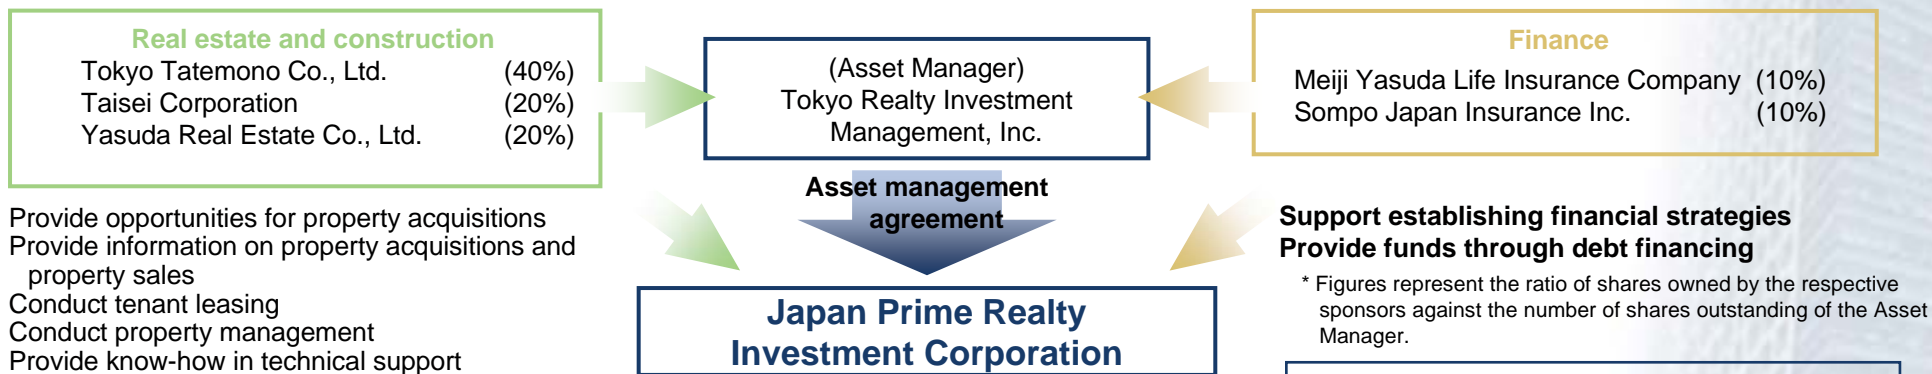 Real estate and construction
Tokyo Tatemono Co., Ltd. (40%)
Taisei Corporation (20%)
Yasuda Real Estate Co., Ltd. (20%)
(Asset Manager)
Tokyo Realty Investment
Management, Inc.
Finance
Meiji Yasuda Life Insurance Company (10%)
Sompo Japan Insurance Inc. (10%)
Provide opportunities for property acquisitions
Provide information on property acquisitions and
property sales
Conduct tenant leasing
Conduct property management
Provide know-how in technical support
Asset management
agreement
Japan Prime Realty
Investment Corporation
Support establishing financial strategies
Provide funds through debt financing
* Figures represent the ratio of shares owned by the respective
sponsors against the number of shares outstanding of the Asset
Manager.